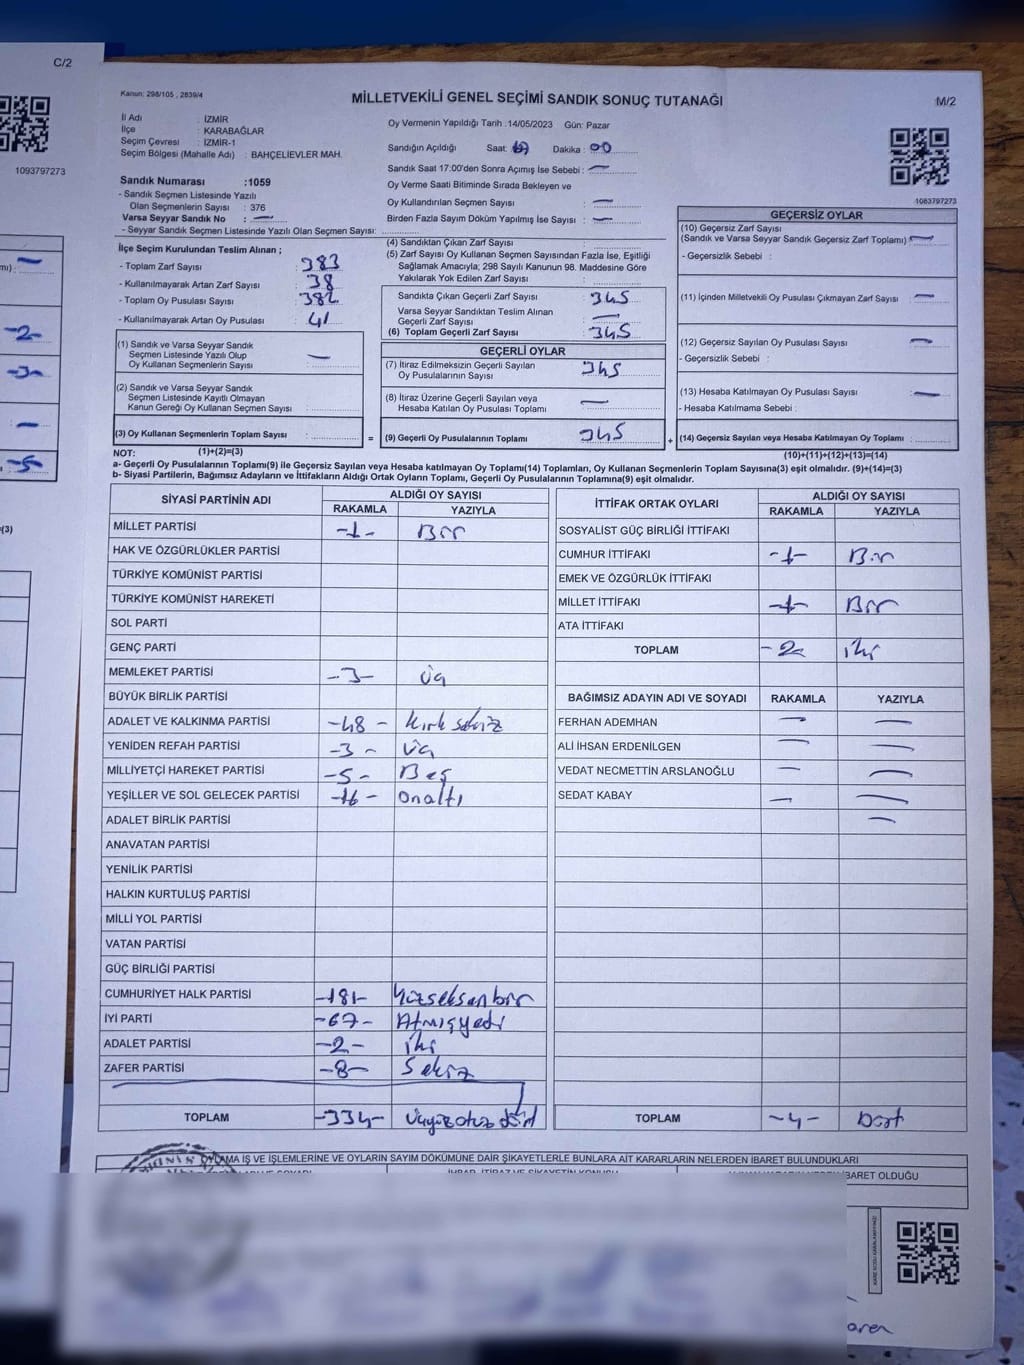 C/2
1093797273
Kanun: 298/105 , 2839/4
MİLLETVEKİLİ GENEL SEÇİMİ SANDIK SONUÇ TUTANAĞI
M/2
İl Adı : İZMİR
İlçe : KARABAĞLAR
Seçim Çevresi : İZMİR-1
Seçim Bölgesi (Mahalle Adı) : BAHÇELİEVLER MAH.
Oy Vermenin Yapıldığı Tarih :14/05/2023 Gün: Pazar
Sandığın Açıldığı Saat: Dakika : 00
Sandık Saat 17:00'den Sonra Açımış İse Sebebi : —
Oy Verme Saati Bitiminde Sırada Bekleyen ve
Oy Kullandırılan Seçmen Sayısı : —
Birden Fazla Sayım Döküm Yapılmış İse Sayısı : —
1083797273
Sandık Numarası :1059
- Sandık Seçmen Listesinde Yazılı
Olan Seçmenlerin Sayısı : 376
Varsa Seyyar Sandık No : —
- Seyyar Sandık Seçmen Listesinde Yazılı Olan Seçmen Sayısı:
İlçe Seçim Kurulundan Teslim Alınan ;
- Toplam Zarf Sayısı : 383
- Kullanılmayarak Artan Zarf Sayısı : 38
- Toplam Oy Pusulası Sayısı : 382
- Kullanılmayarak Artan Oy Pusulası : 41
(1) Sandık ve Varsa Seyyar Sandık
Seçmen Listesinde Yazılı Olup
Oy Kullanan Seçmenlerin Sayısı : —
(2) Sandık ve Varsa Seyyar Sandık
Seçmen Listesinde Kayıtlı Olmayan
Kanun Gereği Oy Kullanan Seçmen Sayısı :
(3) Oy Kullanan Seçmenlerin Toplam Sayısı :
(1)+(2)=(3)
(4) Sandıktan Çıkan Zarf Sayısı :
(5) Zarf Sayısı Oy Kullanan Seçmen Sayısından Fazla İse, Eşitliği
Sağlamak Amacıyla; 298 Sayılı Kanunun 98. Maddesine Göre
Yakılarak Yok Edilen Zarf Sayısı :
Sandıkta Çıkan Geçerli Zarf Sayısı : 345
Varsa Seyyar Sandıktan Teslim Alınan
Geçerli Zarf Sayısı : —
(6) Toplam Geçerli Zarf Sayısı : 345
GEÇERLİ OYLAR
(7) İtiraz Edilmeksizin Geçerli Sayılan
Oy Pusulalarının Sayısı : 345
(8) İtiraz Üzerine Geçerli Sayılan veya
Hesaba Katılan Oy Pusulası Toplamı : —
= (9) Geçerli Oy Pusulalarının Toplamı : 345 +
GEÇERSİZ OYLAR
(10) Geçersiz Zarf Sayısı
(Sandık ve Varsa Seyyar Sandık Geçersiz Zarf Toplamı) : —
- Geçersizlik Sebebi :
(11) İçinden Milletvekili Oy Pusulası Çıkmayan Zarf Sayısı : —
(12) Geçersiz Sayılan Oy Pusulası Sayısı : —
- Geçersizlik Sebebi :
(13) Hesaba Katılmayan Oy Pusulası Sayısı : —
- Hesaba Katılmama Sebebi :
(14) Geçersiz Sayılan veya Hesaba Katılmayan Oy Toplamı :
(10)+(11)+(12)+(13)=(14)
NOT:
a- Geçerli Oy Pusulalarının Toplamı(9) ile Geçersiz Sayılan veya Hesaba katılmayan Oy Toplamı(14) Toplamları, Oy Kullanan Seçmenlerin Toplam Sayısına(3) eşit olmalıdır. (9)+(14)=(3)
b- Siyasi Partilerin, Bağımsız Adayların ve İttifakların Aldığı Ortak Oyların Toplamı, Geçerli Oy Pusulalarının Toplamına(9) eşit olmalıdır.
SİYASİ PARTİNİN ADI ALDIĞI OY SAYISI
RAKAMLA YAZIYLA
MİLLET PARTİSİ -1- Bir
HAK VE ÖZGÜRLÜKLER PARTİSİ
TÜRKİYE KOMÜNİST PARTİSİ
TÜRKİYE KOMÜNİST HAREKETİ
SOL PARTİ
GENÇ PARTİ
MEMLEKET PARTİSİ -3- üç
BÜYÜK BİRLİK PARTİSİ
ADALET VE KALKINMA PARTİSİ -48- kırk sekiz
YENİDEN REFAH PARTİSİ -3- üç
MİLLİYETÇİ HAREKET PARTİSİ -5- Beş
YEŞİLLER VE SOL GELECEK PARTİSİ -16- onaltı
ADALET BİRLİK PARTİSİ
ANAVATAN PARTİSİ
YENİLİK PARTİSİ
HALKIN KURTULUŞ PARTİSİ
MİLLİ YOL PARTİSİ
VATAN PARTİSİ
GÜÇ BİRLİĞİ PARTİSİ
CUMHURİYET HALK PARTİSİ -181- Yüzseksenbir
İYİ PARTİ -67- Atmışyedi
ADALET PARTİSİ -2- iki
ZAFER PARTİSİ -8- Sekiz
TOPLAM -334- üçyüzotuz dört
İTTİFAK ORTAK OYLARI ALDIĞI OY SAYISI
RAKAMLA YAZIYLA
SOSYALİST GÜÇ BİRLİĞİ İTTİFAKI
CUMHUR İTTİFAKI -1- Bir
EMEK VE ÖZGÜRLÜK İTTİFAKI
MİLLET İTTİFAKI -1- Bir
ATA İTTİFAKI
TOPLAM -2- iki
BAĞIMSIZ ADAYIN ADI VE SOYADI RAKAMLA YAZIYLA
FERHAN ADEMHAN — —
ALİ İHSAN ERDENİLGEN — —
VEDAT NECMETTİN ARSLANOĞLU — —
SEDAT KABAY — —
—
TOPLAM -4- Dört
OYLAMA İŞ VE İŞLEMLERİNE VE OYLARIN SAYIM DÖKÜMÜNE DAİR ŞİKAYETLERLE BUNLARA AİT KARARLARIN NELERDEN İBARET BULUNDUKLARI
İBARET OLDUĞU